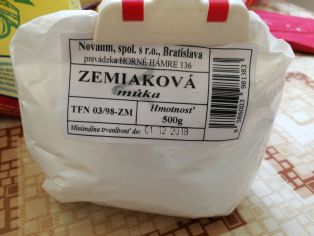 Novanm, spol. s r.o., Bratislava
prevádzka HORNÉ HÁMRE 136
ZEMIAKOVÁ
múka
TFN 03/98-ZM
Hmotnosť
500g
Minimálna trvanlivosť do: 01 12 2018